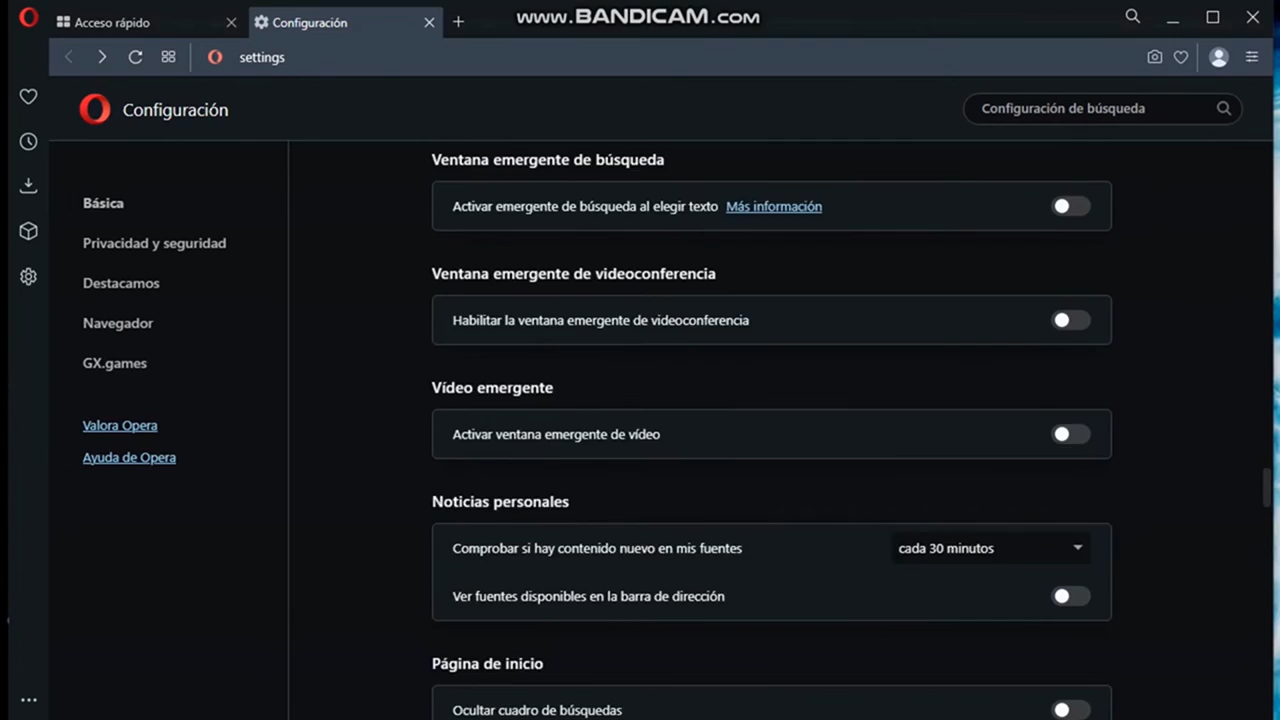 Acceso rápido
Configuración
www.BANDICAM.com
settings
Configuración
Configuración de búsqueda
Básica
Privacidad y seguridad
Destacamos
Navegador
GX.games
Valora Opera
Ayuda de Opera
Ventana emergente de búsqueda
Activar emergente de búsqueda al elegir texto Más información
Ventana emergente de videoconferencia
Habilitar la ventana emergente de videoconferencia
Vídeo emergente
Activar ventana emergente de vídeo
Noticias personales
Comprobar si hay contenido nuevo en mis fuentes cada 30 minutos
Ver fuentes disponibles en la barra de dirección
Página de inicio
Ocultar cuadro de búsquedas